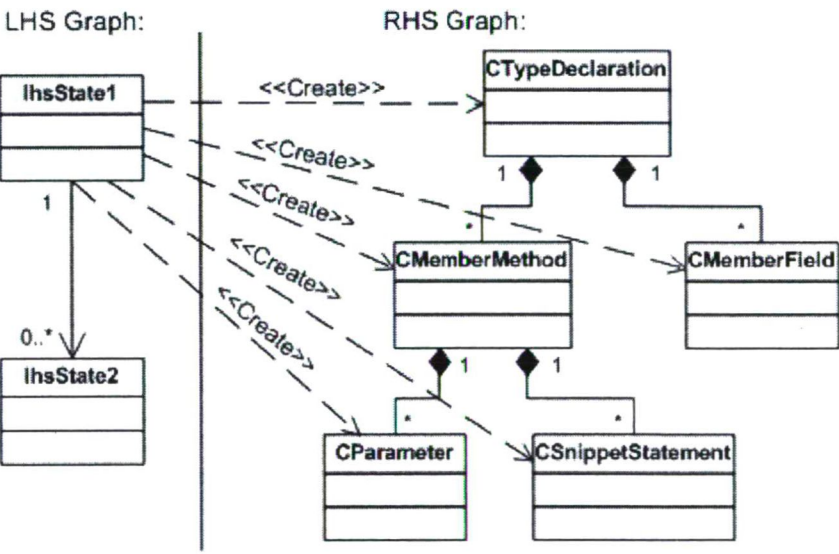 LHS Graph:
RHS Graph:
lhsState1
<<Create>>
CTypeDeclaration
<<Create>>
1
1
<<Create>>
1
*
*
<<Create>>
CMemberMethod
CMemberField
<<Create>>
0..*
lhsState2
1
1
*
*
CParameter
CSnippetStatement